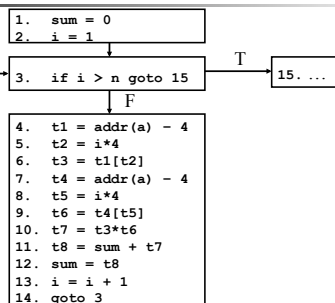 1. sum = 0
2. i = 1
3. if i > n goto 15
T
15. ...
F
4. t1 = addr(a) - 4
5. t2 = i*4
6. t3 = t1[t2]
7. t4 = addr(a) - 4
8. t5 = i*4
9. t6 = t4[t5]
10. t7 = t3*t6
11. t8 = sum + t7
12. sum = t8
13. i = i + 1
14. goto 3